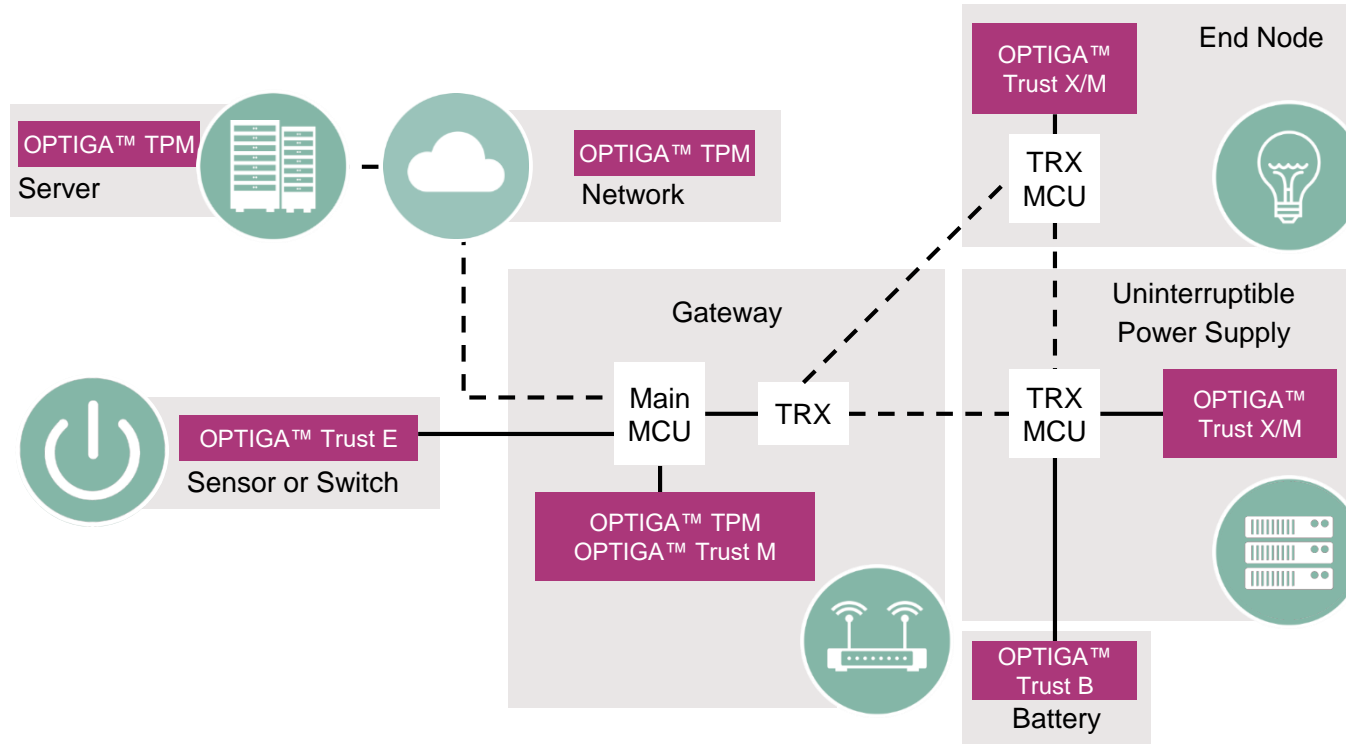 OPTIGA™ TPM
Server
OPTIGA™ TPM
Network
OPTIGA™
Trust X/M
End Node
TRX
MCU
Gateway
Main
MCU
TRX
OPTIGA™ TPM
OPTIGA™ Trust M
OPTIGA™ Trust E
Sensor or Switch
Uninterruptible
Power Supply
TRX
MCU
OPTIGA™
Trust X/M
OPTIGA™
Trust B
Battery